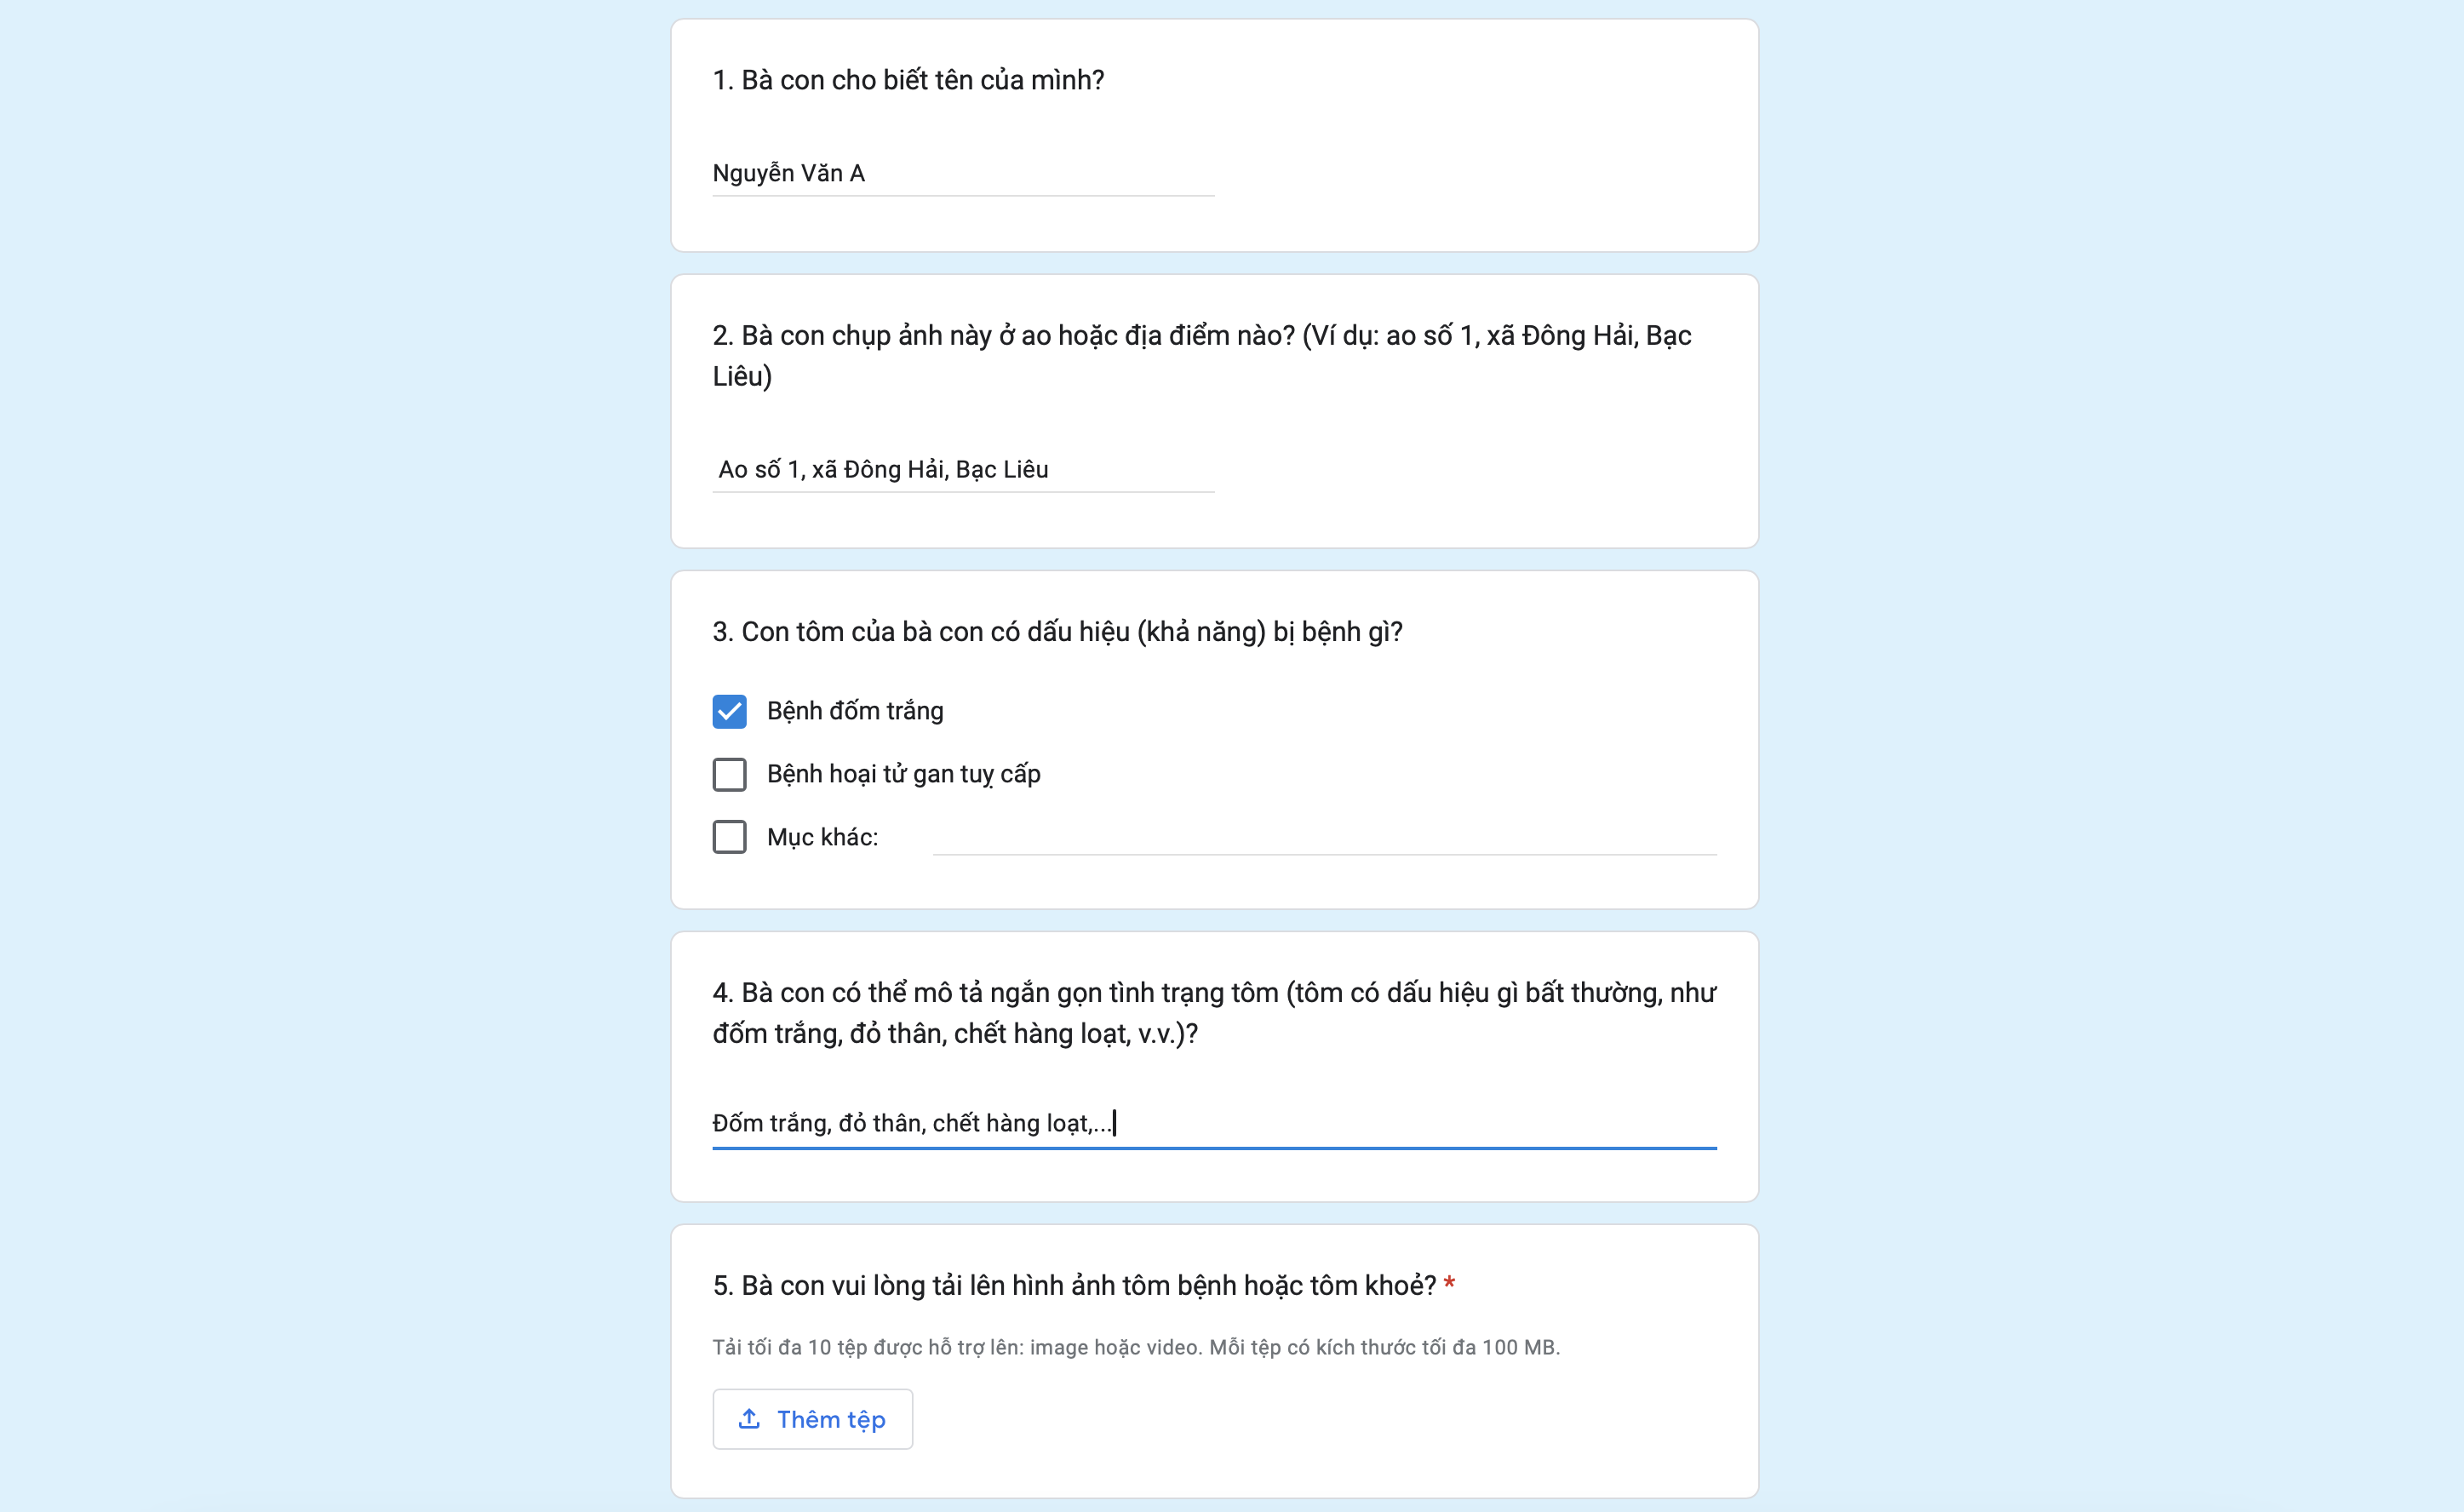 1. Bà con cho biết tên của mình?
Nguyễn Văn A
2. Bà con chụp ảnh này ở ao hoặc địa điểm nào? (Ví dụ: ao số 1, xã Đông Hải, Bạc
Liêu)
Ao số 1, xã Đông Hải, Bạc Liêu
3. Con tôm của bà con có dấu hiệu (khả năng) bị bệnh gì?
Bệnh đốm trắng
Bệnh hoại tử gan tuỵ cấp
Mục khác:
4. Bà con có thể mô tả ngắn gọn tình trạng tôm (tôm có dấu hiệu gì bất thường, như
đốm trắng, đỏ thân, chết hàng loạt, v.v.)?
Đốm trắng, đỏ thân, chết hàng loạt,...
5. Bà con vui lòng tải lên hình ảnh tôm bệnh hoặc tôm khoẻ? *
Tải tối đa 10 tệp được hỗ trợ lên: image hoặc video. Mỗi tệp có kích thước tối đa 100 MB.
Thêm tệp